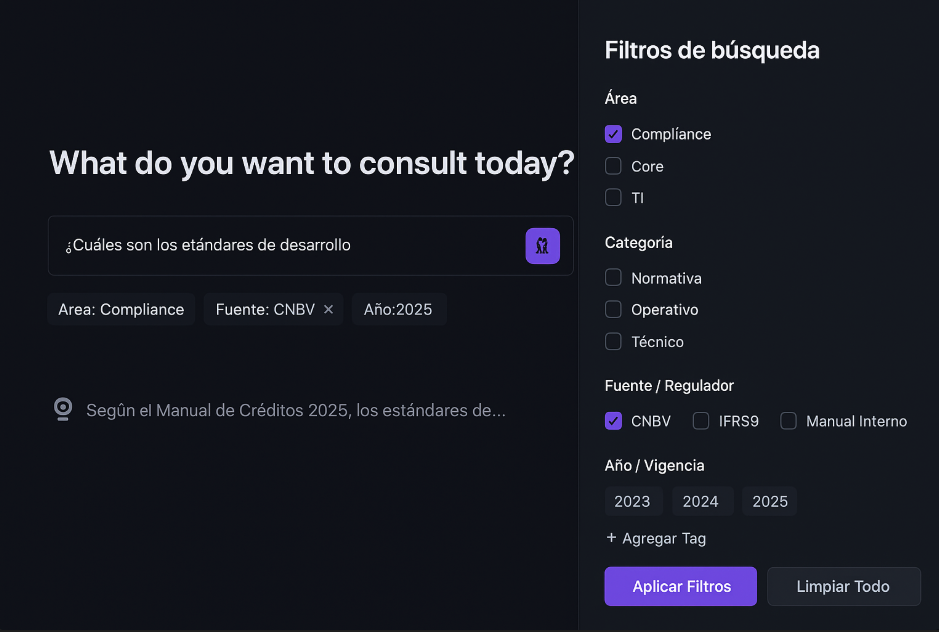 What do you want to consult today?
¿Cuáles son los etándares de desarrollo
Area: Compliance
Fuente: CNBV ×
Año:2025
Segûn el Manual de Créditos 2025, los estándares de...
Filtros de búsqueda
Área
Complíance
Core
TI
Categoría
Normativa
Operativo
Técnico
Fuente / Regulador
CNBV IFRS9 Manual Interno
Año / Vigencia
2023 2024 2025
+ Agregar Tag
Aplicar Filtros Limpiar Todo